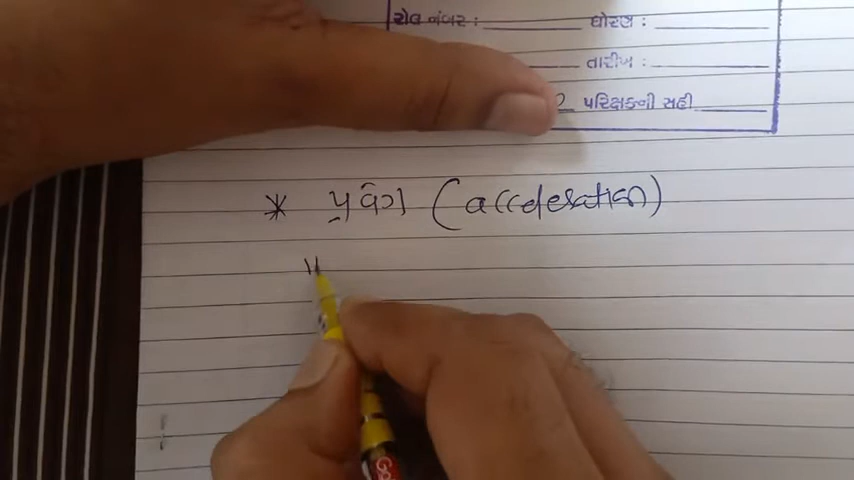 રોલ નંબર : ધોરણ :
તારીખ :
પરિક્ષકની સહી
* પ્રવેગ (acceleration)